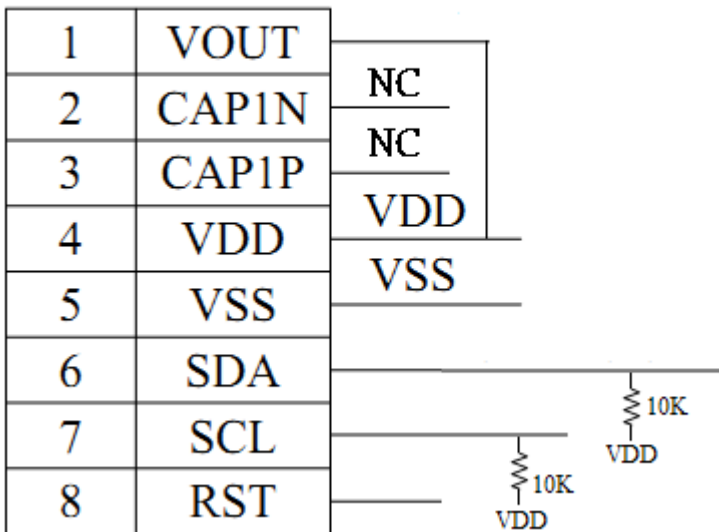 1 VOUT
2 CAP1N NC
3 CAP1P NC
4 VDD VDD
5 VSS VSS
6 SDA
10K
VDD
7 SCL
10K
VDD
8 RST